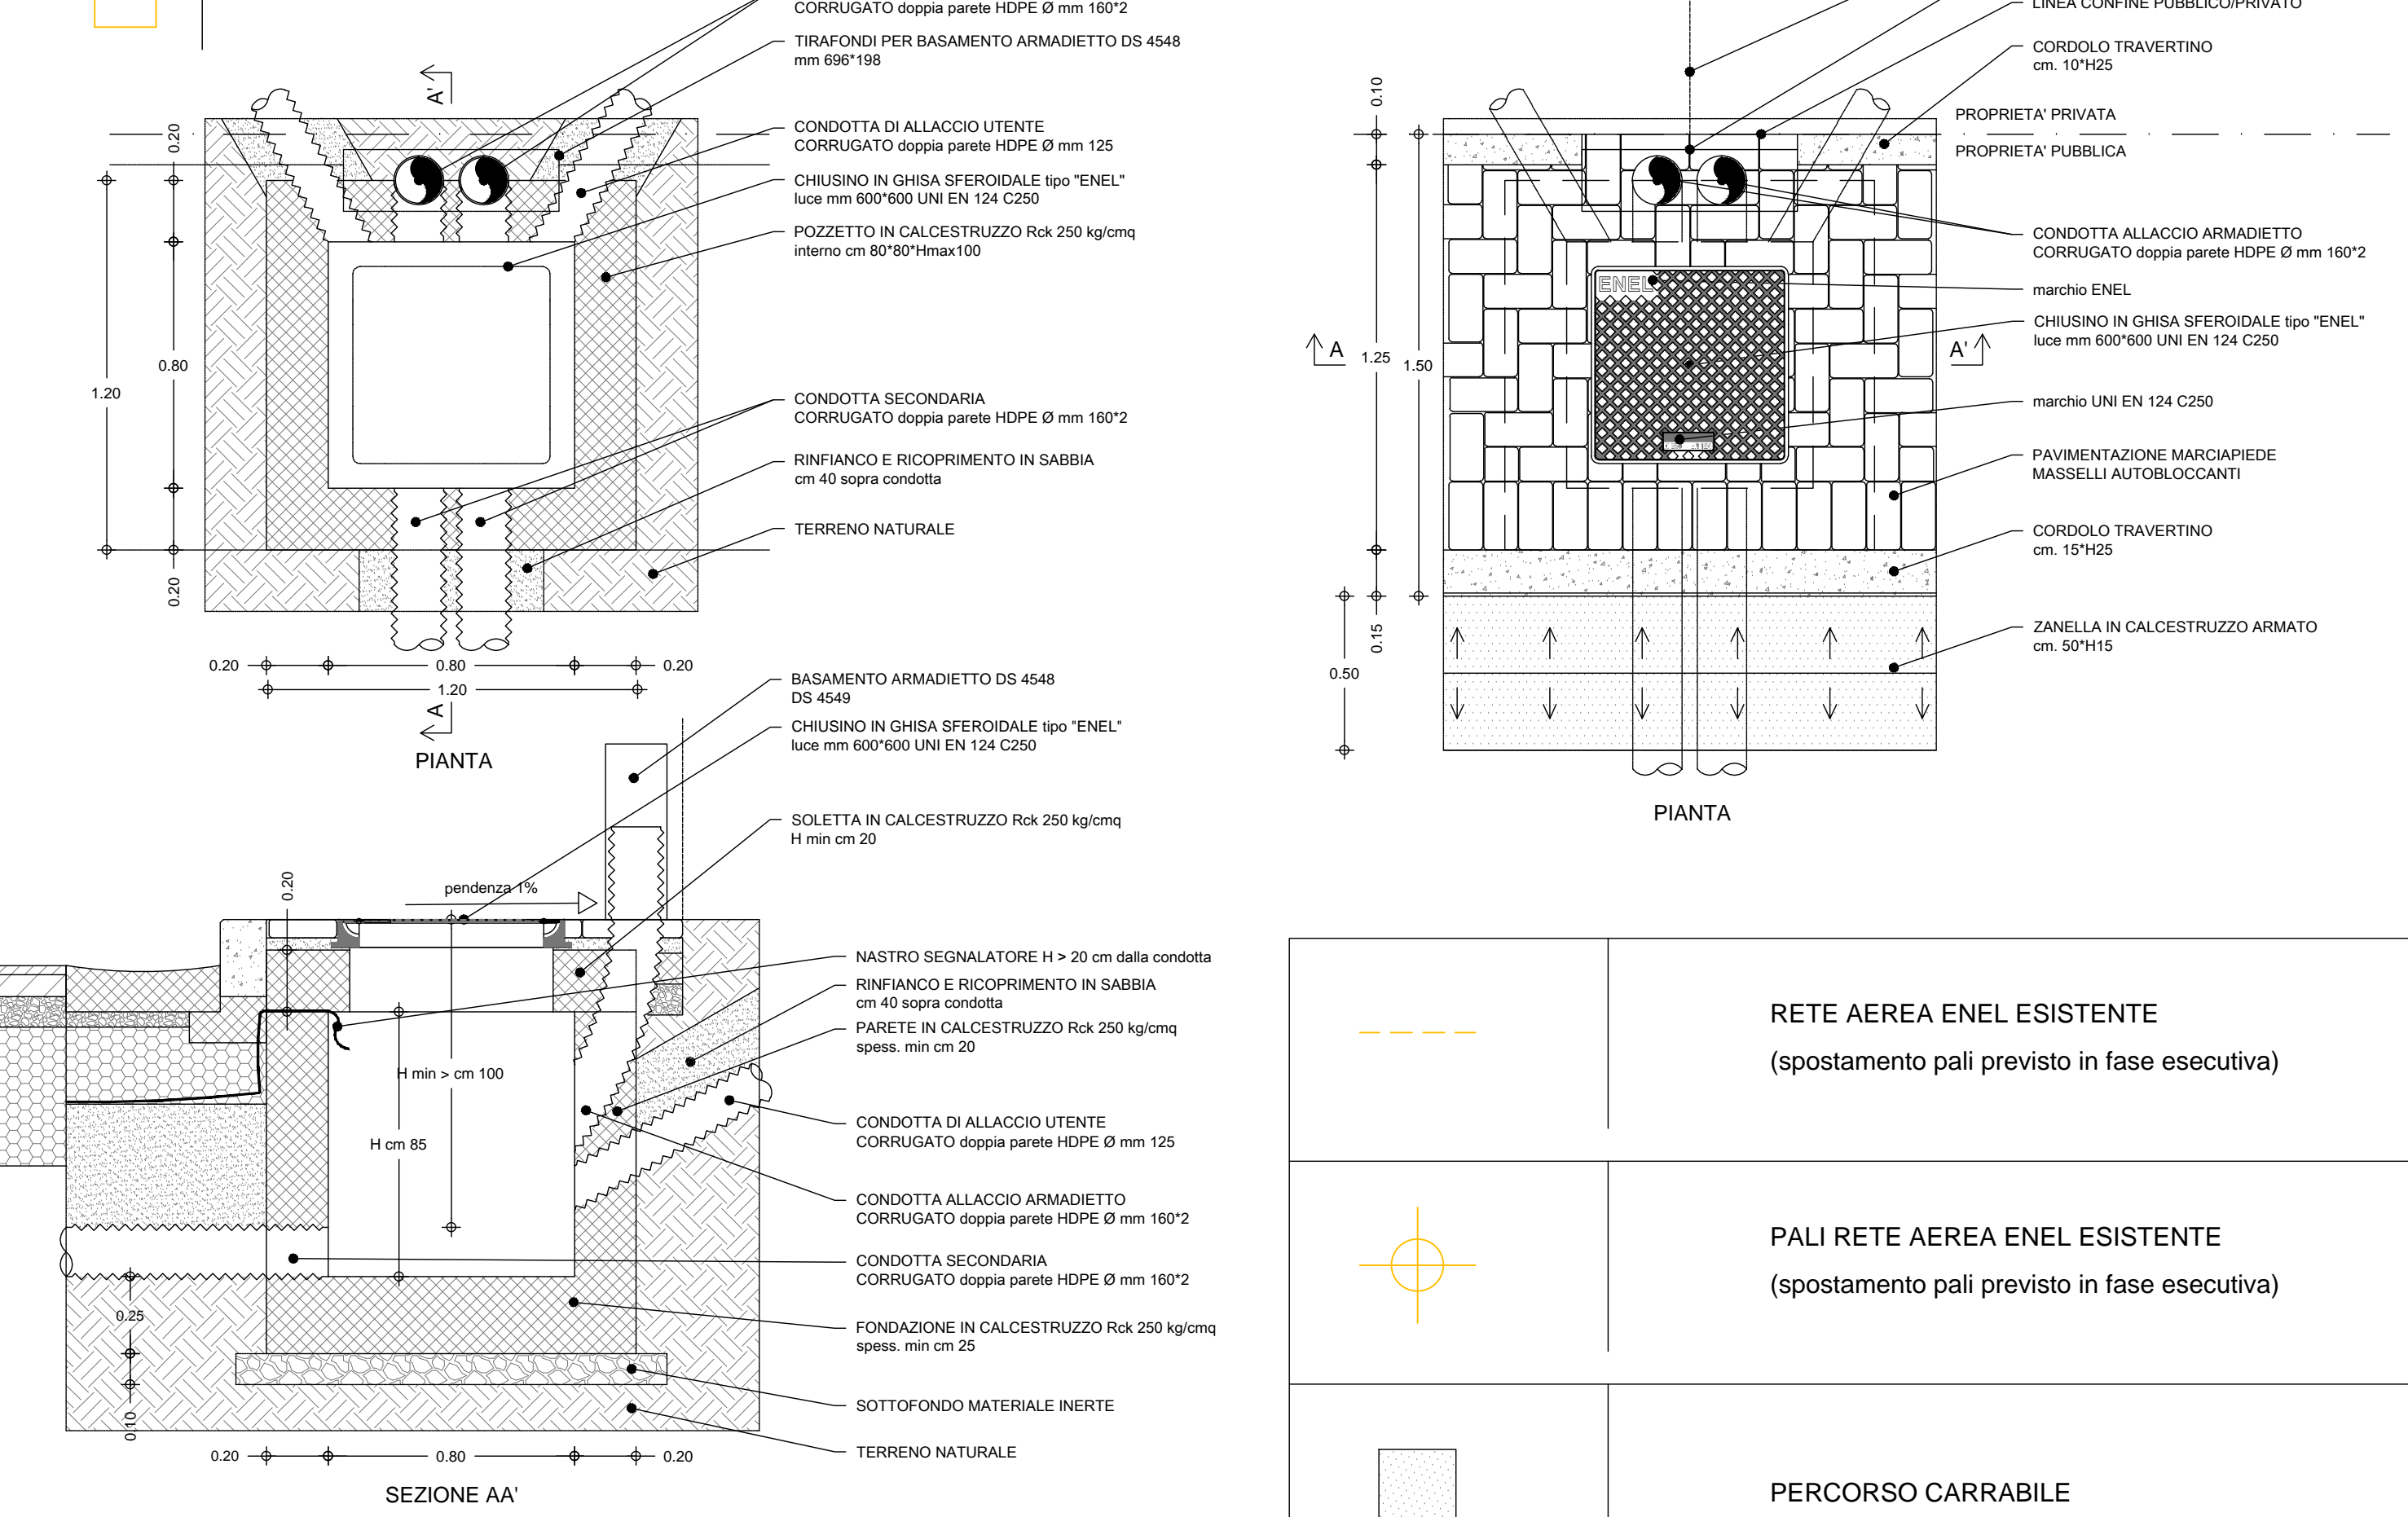 CORRUGATO doppia parete HDPE Ø mm 160*2
TIRAFONDI PER BASAMENTO ARMADIETTO DS 4548
mm 696*198
CONDOTTA DI ALLACCIO UTENTE
CORRUGATO doppia parete HDPE Ø mm 125
CHIUSINO IN GHISA SFEROIDALE tipo "ENEL"
luce mm 600*600 UNI EN 124 C250
POZZETTO IN CALCESTRUZZO Rck 250 kg/cmq
interno cm 80*80*Hmax100
CONDOTTA SECONDARIA
CORRUGATO doppia parete HDPE Ø mm 160*2
RINFIANCO E RICOPRIMENTO IN SABBIA
cm 40 sopra condotta
TERRENO NATURALE
A'
0.20
1.20
0.80
0.20
0.20
0.80
0.20
1.20
A
PIANTA
BASAMENTO ARMADIETTO DS 4548
DS 4549
CHIUSINO IN GHISA SFEROIDALE tipo "ENEL"
luce mm 600*600 UNI EN 124 C250
SOLETTA IN CALCESTRUZZO Rck 250 kg/cmq
H min cm 20
pendenza 1%
0.20
NASTRO SEGNALATORE H > 20 cm dalla condotta
RINFIANCO E RICOPRIMENTO IN SABBIA
cm 40 sopra condotta
PARETE IN CALCESTRUZZO Rck 250 kg/cmq
spess. min cm 20
H min > cm 100
H cm 85
CONDOTTA DI ALLACCIO UTENTE
CORRUGATO doppia parete HDPE Ø mm 125
CONDOTTA ALLACCIO ARMADIETTO
CORRUGATO doppia parete HDPE Ø mm 160*2
CONDOTTA SECONDARIA
CORRUGATO doppia parete HDPE Ø mm 160*2
FONDAZIONE IN CALCESTRUZZO Rck 250 kg/cmq
spess. min cm 25
SOTTOFONDO MATERIALE INERTE
TERRENO NATURALE
0.25
0.10
0.20
0.80
0.20
SEZIONE AA'
LINEA CONFINE PUBBLICO/PRIVATO
CORDOLO TRAVERTINO
cm. 10*H25
PROPRIETA' PRIVATA
PROPRIETA' PUBBLICA
CONDOTTA ALLACCIO ARMADIETTO
CORRUGATO doppia parete HDPE Ø mm 160*2
marchio ENEL
CHIUSINO IN GHISA SFEROIDALE tipo "ENEL"
luce mm 600*600 UNI EN 124 C250
marchio UNI EN 124 C250
PAVIMENTAZIONE MARCIAPIEDE
MASSELLI AUTOBLOCCANTI
CORDOLO TRAVERTINO
cm. 15*H25
ZANELLA IN CALCESTRUZZO ARMATO
cm. 50*H15
ENEL
0.10
A
1.25
1.50
A'
0.15
0.50
PIANTA
RETE AEREA ENEL ESISTENTE
(spostamento pali previsto in fase esecutiva)
PALI RETE AEREA ENEL ESISTENTE
(spostamento pali previsto in fase esecutiva)
PERCORSO CARRABILE